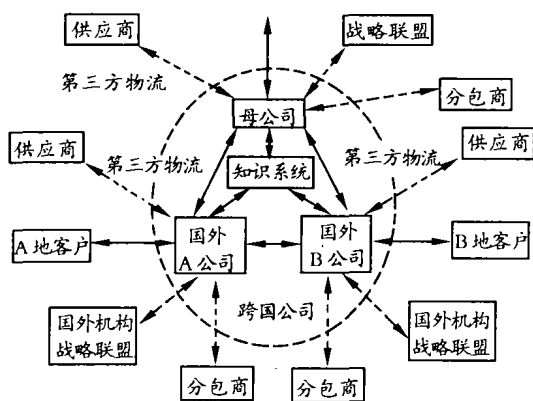 供应商
战略联盟
第三方物流
分包商
母公司
供应商
供应商
第三方物流
第三方物流
知识系统
A地客户
国外
A公司
国外
B公司
B地客户
跨国公司
国外机构
战略联盟
国外机构
战略联盟
分包商
分包商